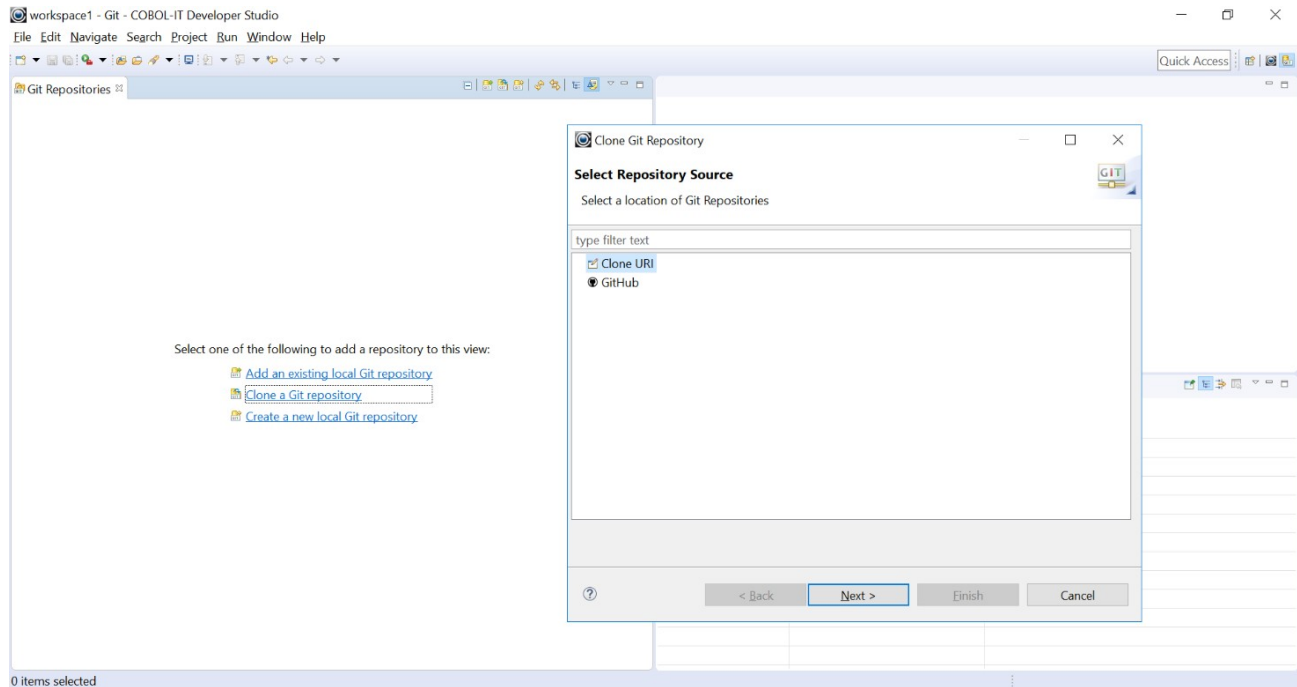 workspace1 - Git - COBOL-IT Developer Studio
File Edit Navigate Search Project Run Window Help
Quick Access
Git Repositories
Select one of the following to add a repository to this view:
Add an existing local Git repository
Clone a Git repository
Create a new local Git repository
Clone Git Repository
Select Repository Source
Select a location of Git Repositories
GIT
type filter text
Clone URI
GitHub
< Back Next > Finish Cancel
0 items selected